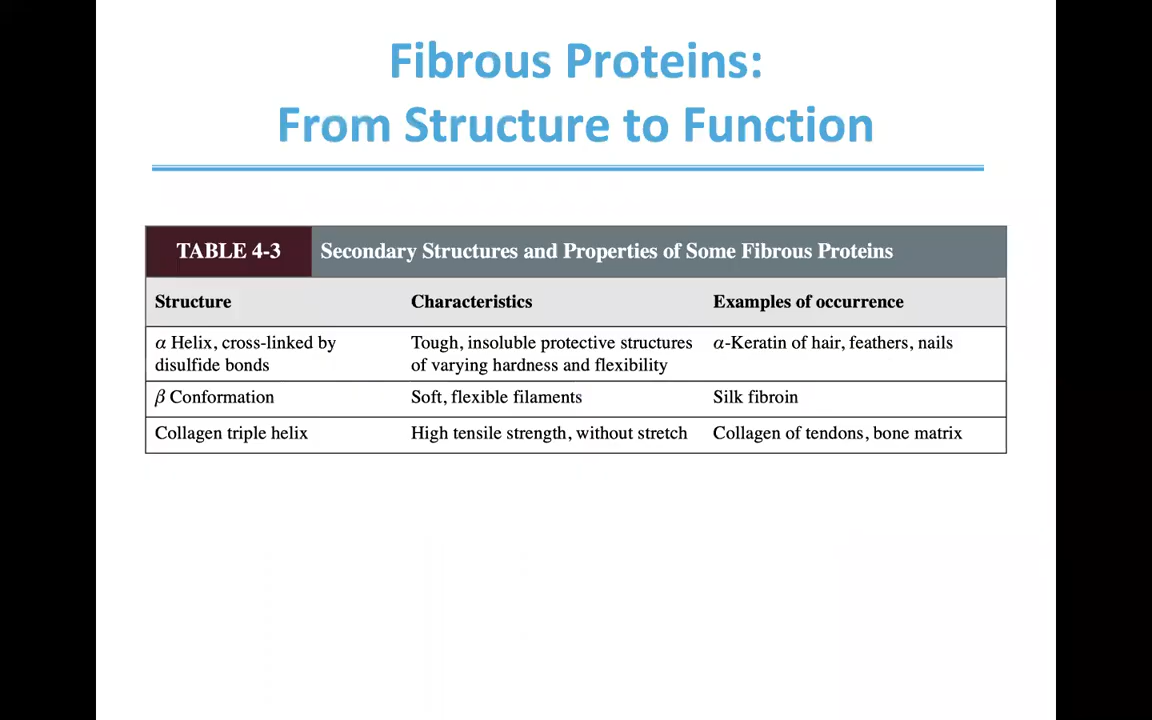 Fibrous Proteins:
From Structure to Function
TABLE 4-3 Secondary Structures and Properties of Some Fibrous Proteins
Structure Characteristics Examples of occurrence
α Helix, cross-linked by Tough, insoluble protective structures α-Keratin of hair, feathers, nails
disulfide bonds of varying hardness and flexibility
β Conformation Soft, flexible filaments Silk fibroin
Collagen triple helix High tensile strength, without stretch Collagen of tendons, bone matrix